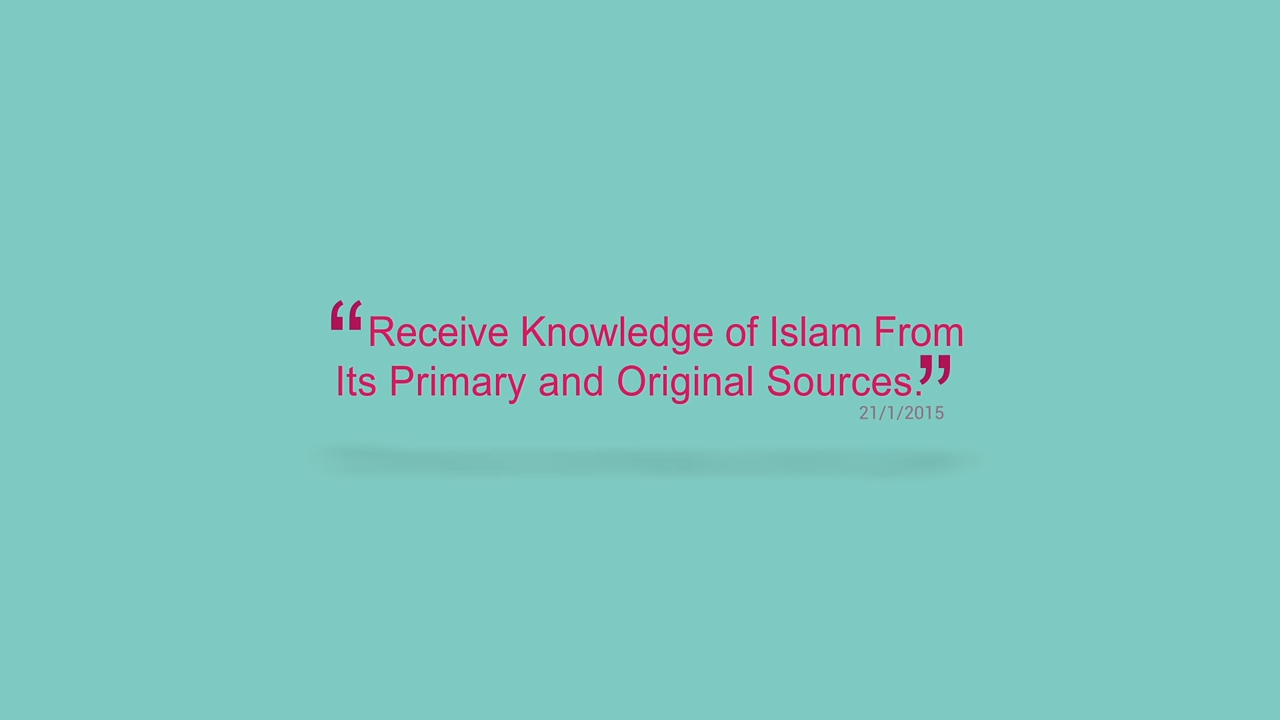 “Receive Knowledge of Islam From
Its Primary and Original Sources.”
21/1/2015